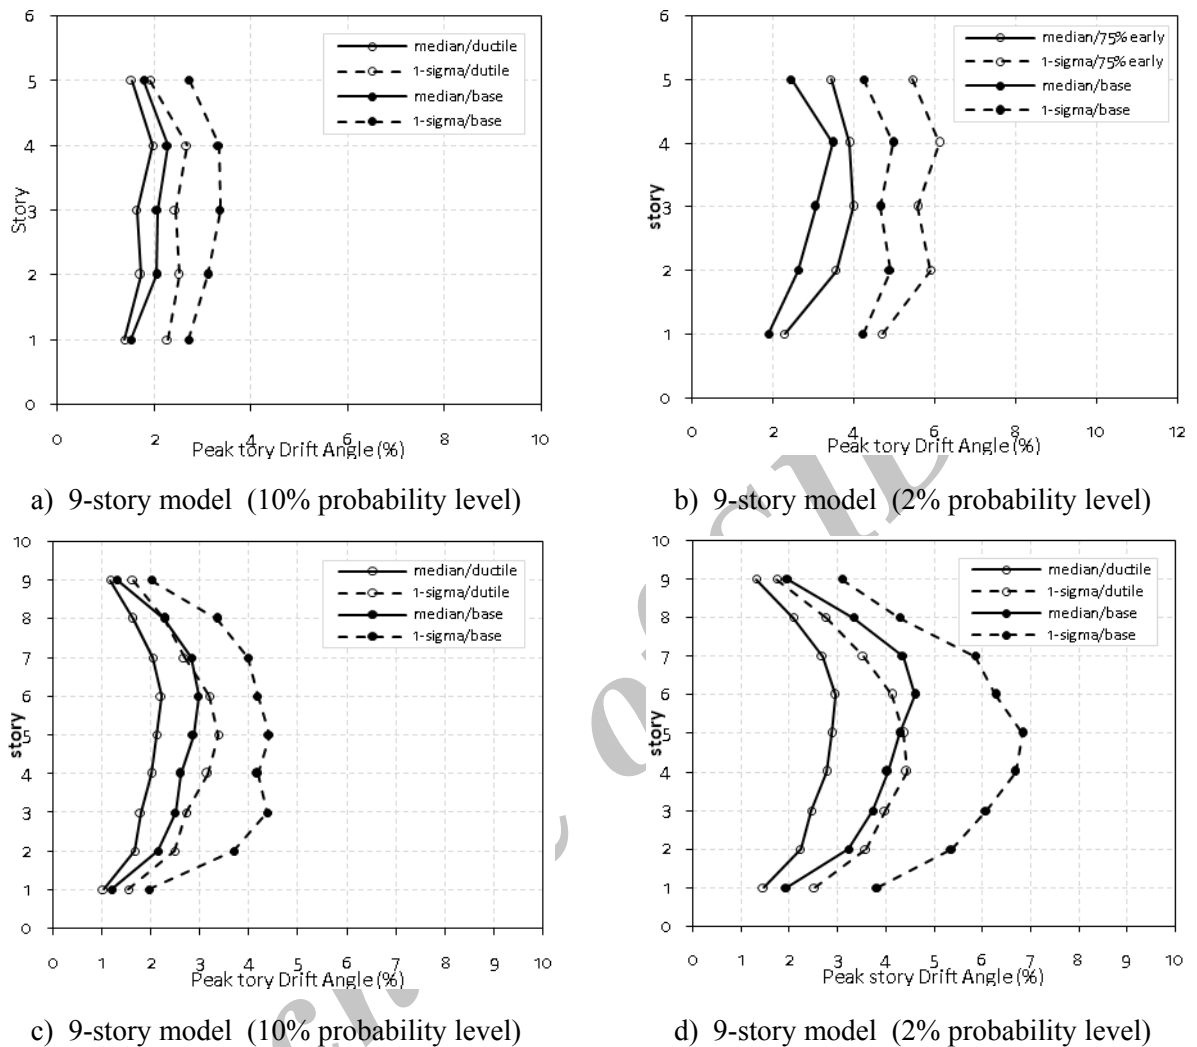 6
5
4
3
2
1
0
Story
median/ductile
1-sigma/dutile
median/base
1-sigma/base
0 2 4 6 8 10
Peak tory Drift Angle (%)
a) 9-story model (10% probability level)
6
5
4
3
2
1
0
story
median/75% early
1-sigma/75% early
median/base
1-sigma/base
0 2 4 6 8 10 12
Peak tory Drift Angle (%)
b) 9-story model (2% probability level)
10
9
8
7
6
5
4
3
2
1
0
story
median/ductile
1-sigma/dutile
median/base
1-sigma/base
0 1 2 3 4 5 6 7 8 9 10
Peak tory Drift Angle (%)
c) 9-story model (10% probability level)
10
9
8
7
6
5
4
3
2
1
0
story
median/ductile
1-sigma/dutile
median/base
1-sigma/base
0 1 2 3 4 5 6 7 8 9 10
Peak story Drift Angle (%)
d) 9-story model (2% probability level)